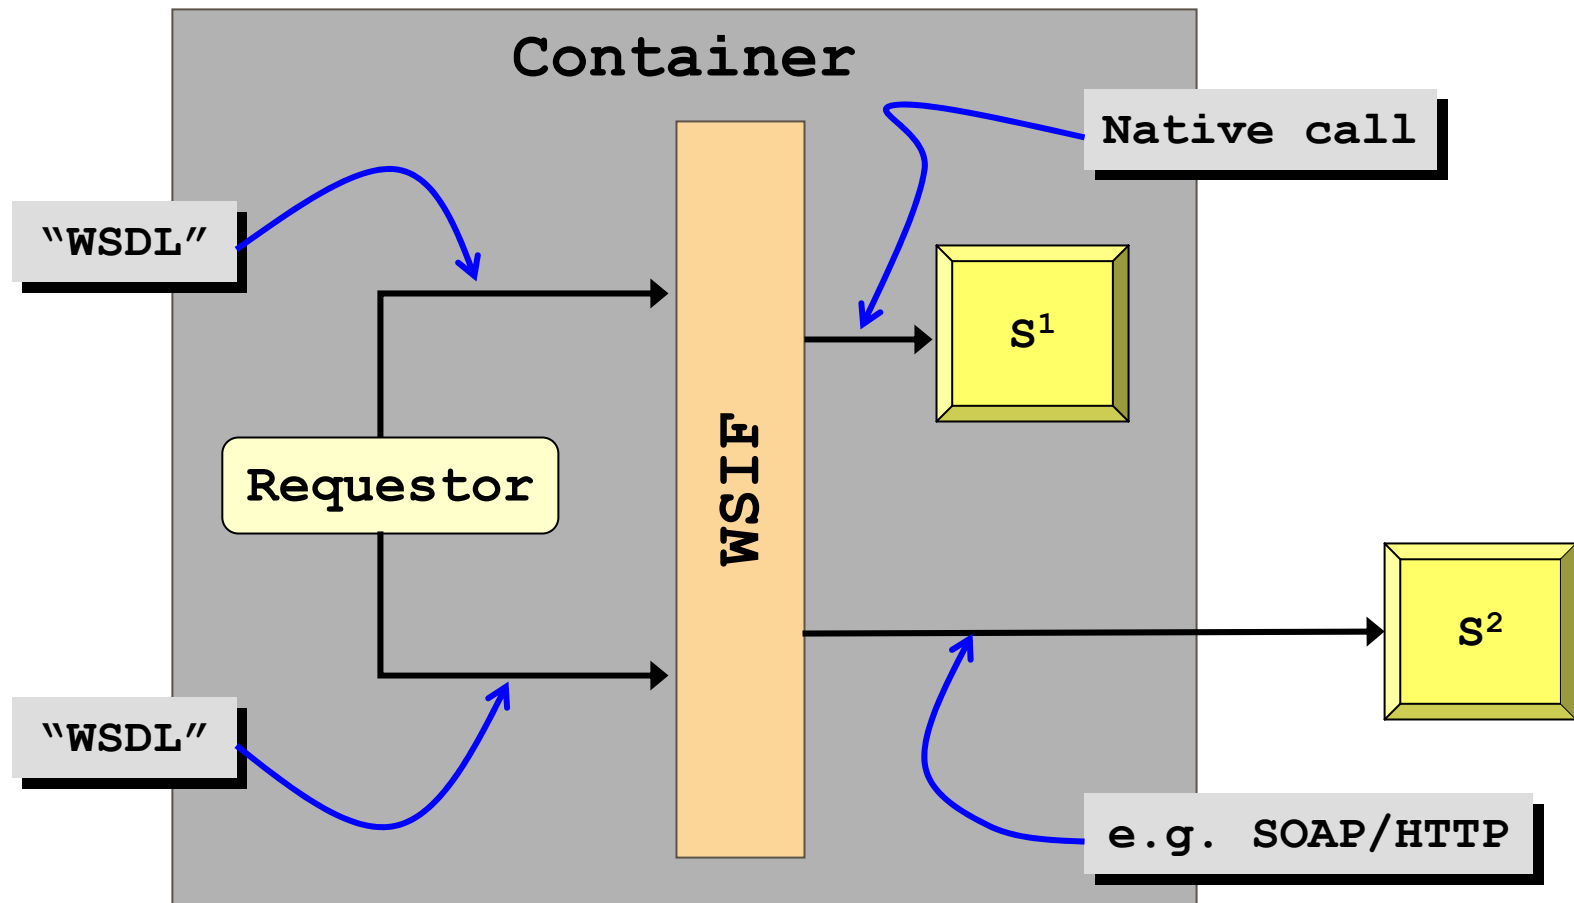 Container
Native call
“WSDL”
S¹
Requestor
WSIF
S²
“WSDL”
e.g. SOAP/HTTP